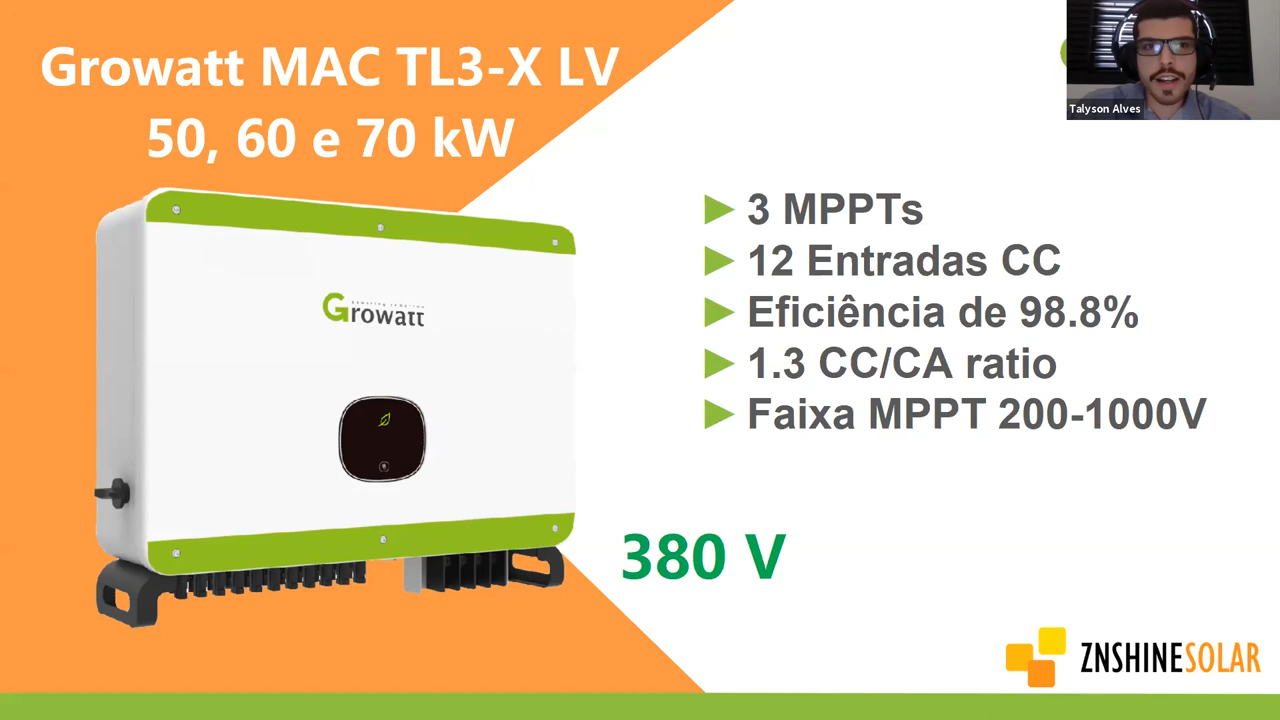 Growatt MAC TL3-X LV
50, 60 e 70 kW
Talyson Alves
► 3 MPPTs
► 12 Entradas CC
► Eficiência de 98.8%
► 1.3 CC/CA ratio
► Faixa MPPT 200-1000V
Growatt
380 V
ZNSHINESOLAR